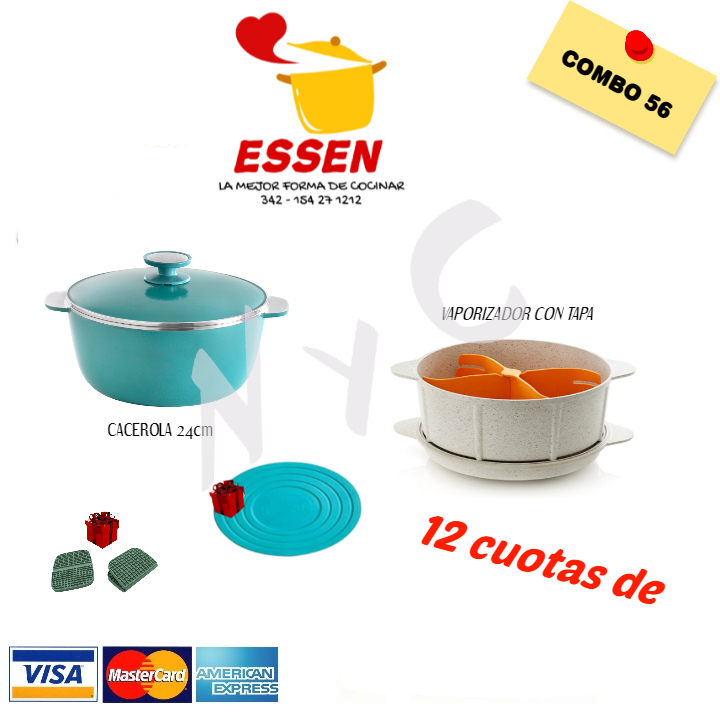 COMBO 56
ESSEN
LA MEJOR FORMA DE COCINAR
342 - 154 27 1212
NyC
VAPORIZADOR CON TAPA
CACEROLA 24cm
12 cuotas de
VISA
MasterCard
AMERICAN
EXPRESS